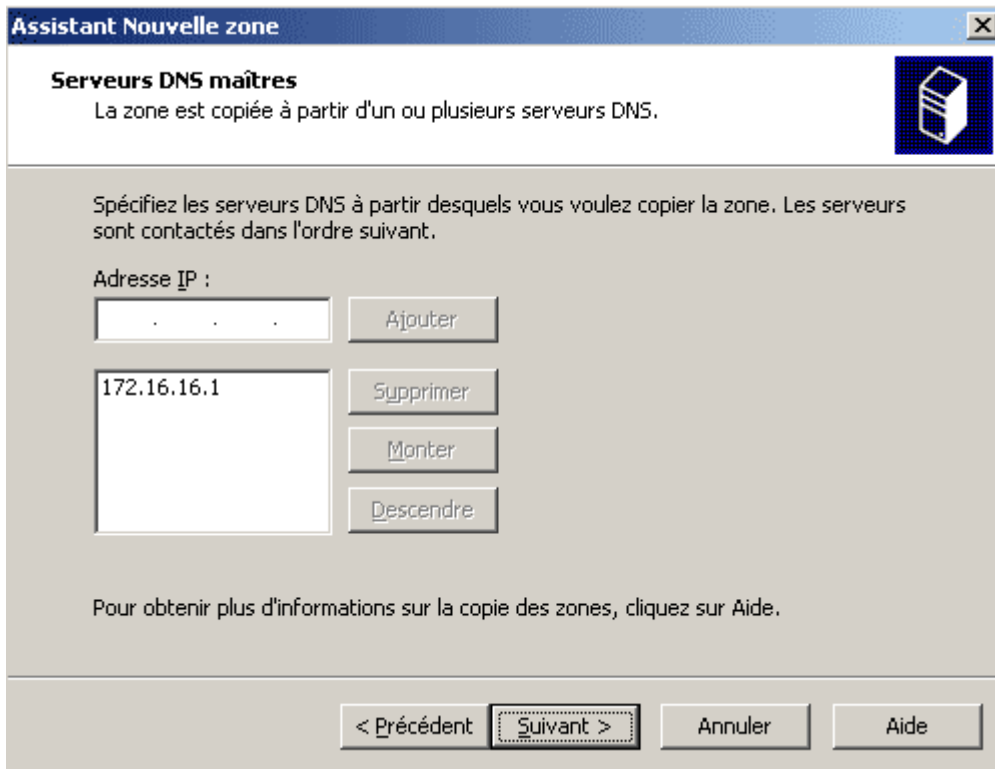 Assistant Nouvelle zone
Serveurs DNS maîtres
La zone est copiée à partir d'un ou plusieurs serveurs DNS.
Spécifiez les serveurs DNS à partir desquels vous voulez copier la zone. Les serveurs
sont contactés dans l'ordre suivant.
Adresse IP :
. . .
Ajouter
172.16.16.1
Supprimer
Monter
Descendre
Pour obtenir plus d'informations sur la copie des zones, cliquez sur Aide.
< Précédent
Suivant >
Annuler
Aide